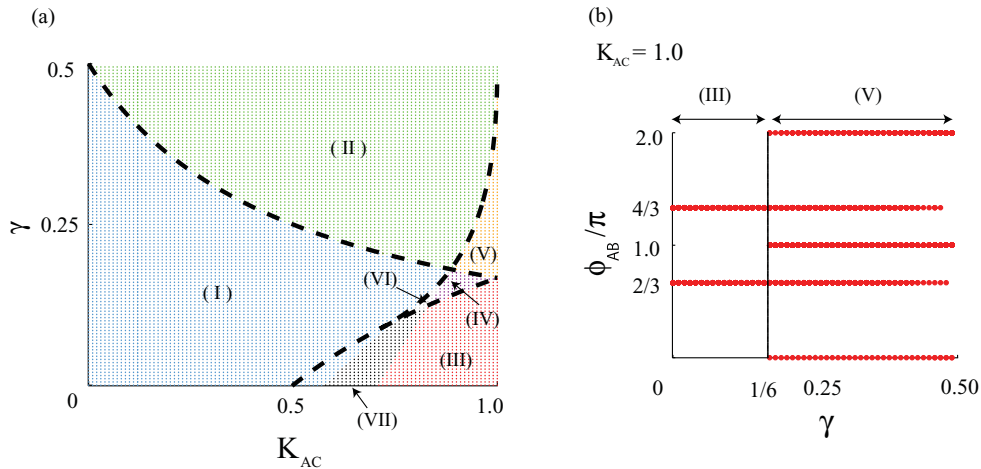 (a)
0.5
γ
0.25
0
0.5
1.0
K_AC
( I )
( II )
(V)
(VI)
(IV)
(III)
(VII)
(b)
K_AC = 1.0
(III)
(V)
2.0
4/3
1.0
2/3
ϕ_AB/π
0
1/6
0.25
0.50
γ